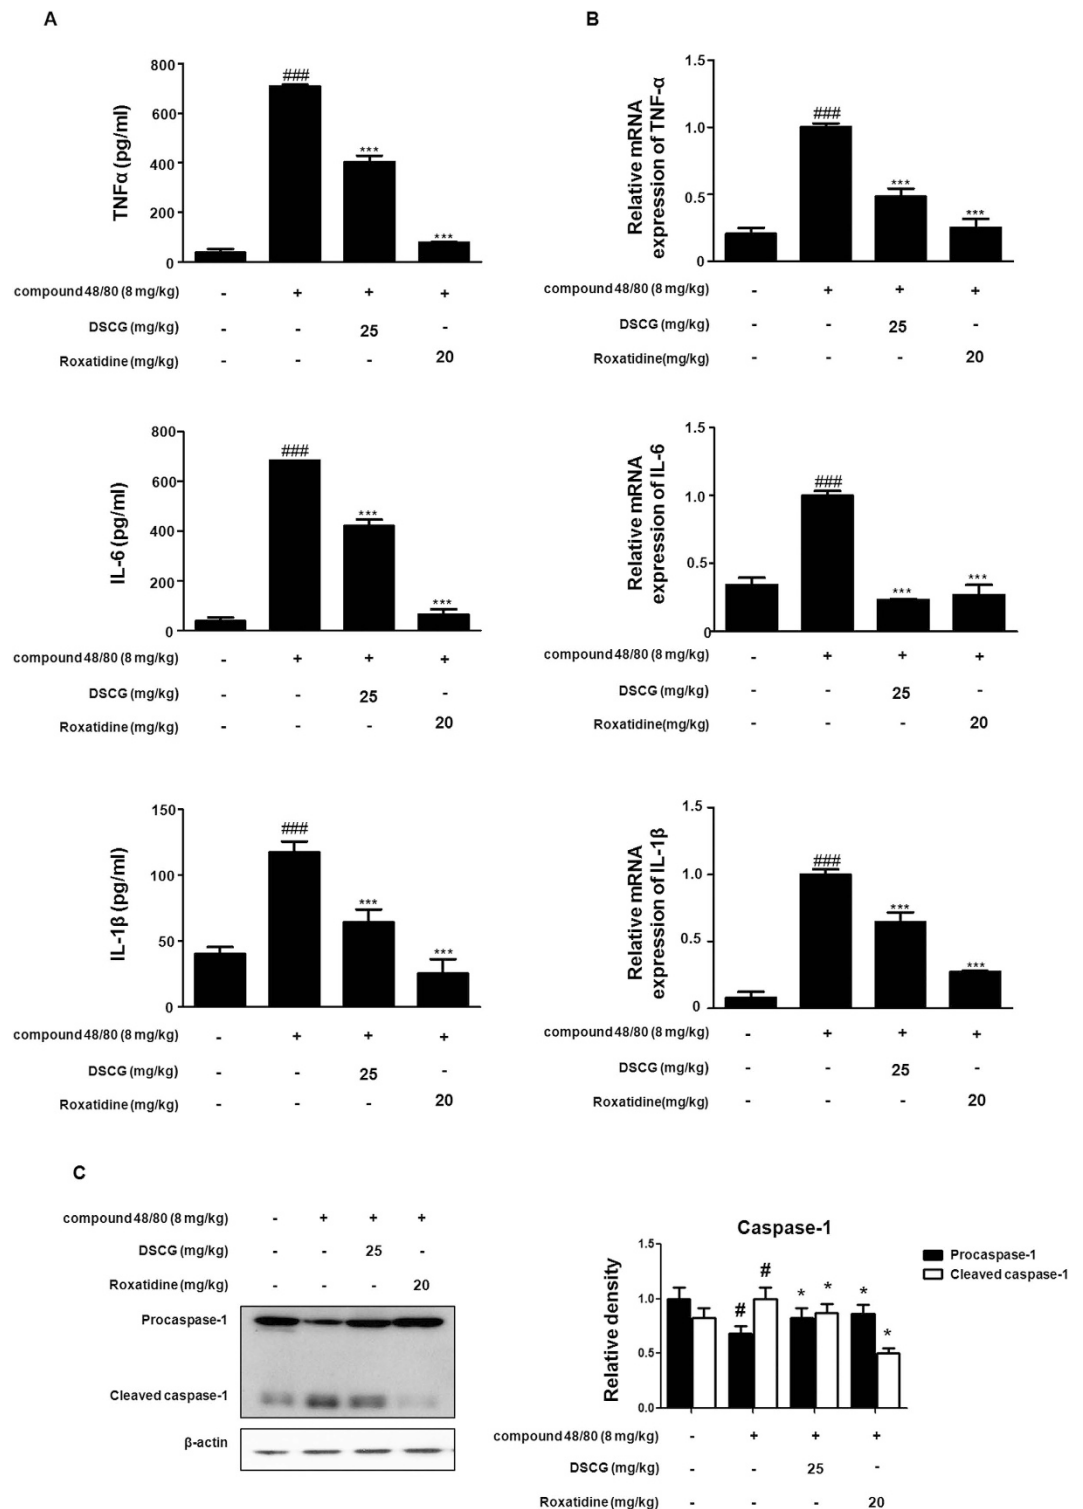 A
800
600
400
200
0
TNFα (pg/ml)
###
***
***
compound 48/80 (8 mg/kg) - + + +
DSCG (mg/kg) - - 25 -
Roxatidine (mg/kg) - - - 20
B
1.5
1.0
0.5
0
Relative mRNA
expression of TNF-α
###
***
***
compound 48/80 (8 mg/kg) - + + +
DSCG (mg/kg) - - 25 -
Roxatidine(mg/kg) - - - 20
800
600
400
200
0
IL-6 (pg/ml)
###
***
***
compound 48/80 (8 mg/kg) - + + +
DSCG (mg/kg) - - 25 -
Roxatidine (mg/kg) - - - 20
1.5
1.0
0.5
0
Relative mRNA
expression of IL-6
###
***
***
compound 48/80 (8 mg/kg) - + + +
DSCG (mg/kg) - - 25 -
Roxatidine(mg/kg) - - - 20
150
100
50
0
IL-1β (pg/ml)
###
***
***
compound 48/80 (8 mg/kg) - + + +
DSCG (mg/kg) - - 25 -
Roxatidine (mg/kg) - - - 20
1.5
1.0
0.5
0
Relative mRNA
expression of IL-1β
###
***
***
compound 48/80 (8 mg/kg) - + + +
DSCG (mg/kg) - - 25 -
Roxatidine(mg/kg) - - - 20
C
compound 48/80 (8 mg/kg) - + + +
DSCG (mg/kg) - - 25 -
Roxatidine (mg/kg) - - - 20
Procaspase-1
Cleaved caspase-1
β-actin
Caspase-1
1.5
1.0
0.5
0.0
Relative density
# # * * * *
Procaspase-1
Cleaved caspase-1
compound 48/80 (8 mg/kg) - + + +
DSCG (mg/kg) - - 25 -
Roxatidine (mg/kg) - - - 20